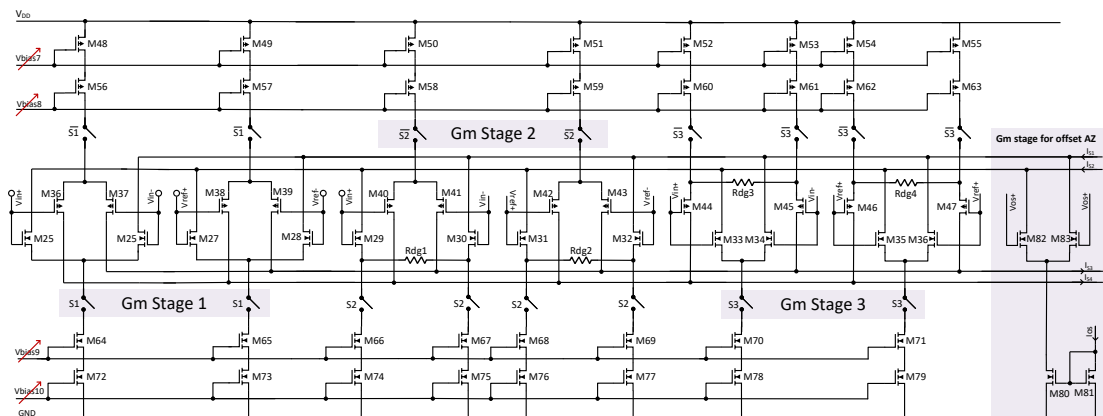 VDD
M48 M49 M50 M51 M52 M53 M54 M55
Vbias7
M56 M57 M58 M59 M60 M61 M62 M63
Vbias8
S1 S1 S2 Gm Stage 2 S2 S3 S3 S3 S3
Gm stage for offset AZ
IS1
IS2
M36 M37 M38 M39 M40 M41 M42 M43 Rdg3 Rdg4
Vin+ Vin- Vref+ Vref- Vin+ Vin- Vref+ Vref- Vin+ Vin- Vref+ Vref+ Vos+ Vos+
M44 M45 M46 M47
M25 M25 M27 M28 M29 M30 M31 M32 M33 M34 M35 M36 M82 M83
Rdg1 Rdg2
IS3
IS4
S1 Gm Stage 1 S1 S2 S2 S2 S2 S3 Gm Stage 3 S3
M64 M65 M66 M67 M68 M69 M70 M71
Vbias9
IOS
M72 M73 M74 M75 M76 M77 M78 M79
Vbias10
M80 M81
GND